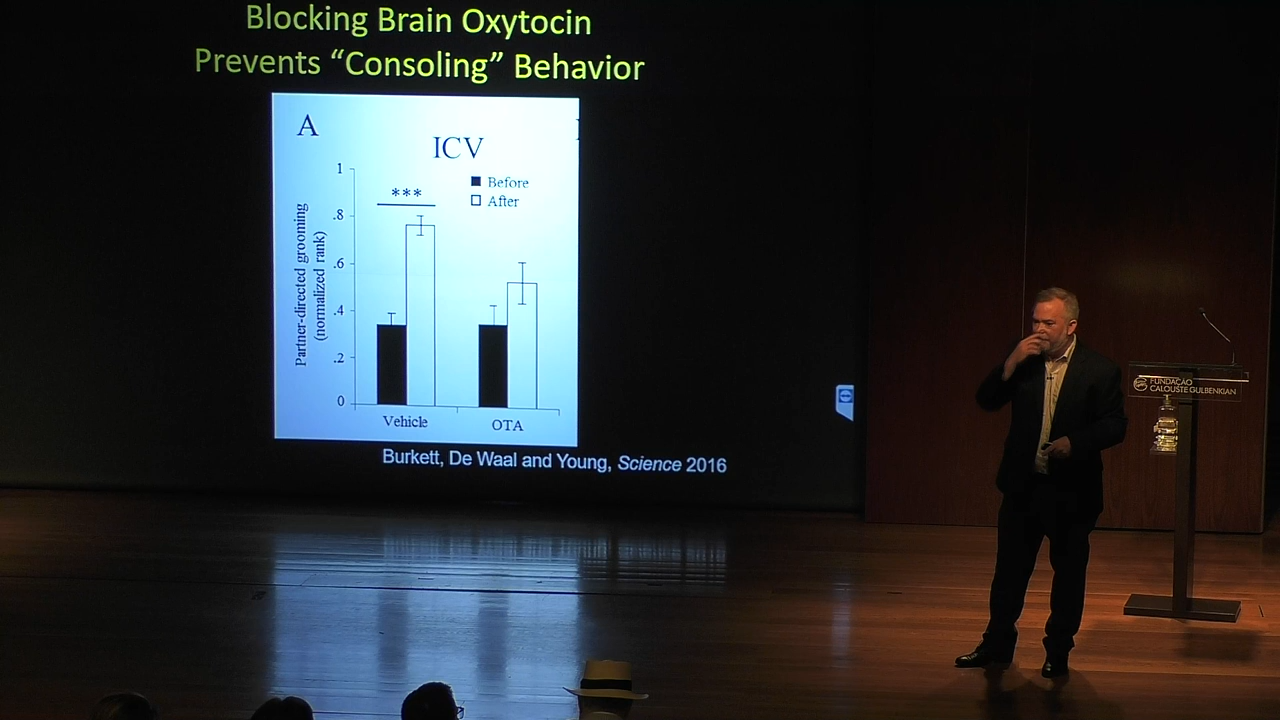 Blocking Brain Oxytocin
Prevents “Consoling” Behavior
A
ICV
Before
After
***
1
.8
.6
.4
.2
0
Partner-directed grooming
(normalized rank)
Vehicle
OTA
Burkett, De Waal and Young, Science 2016
FUNDAÇÃO
CALOUSTE GULBENKIAN